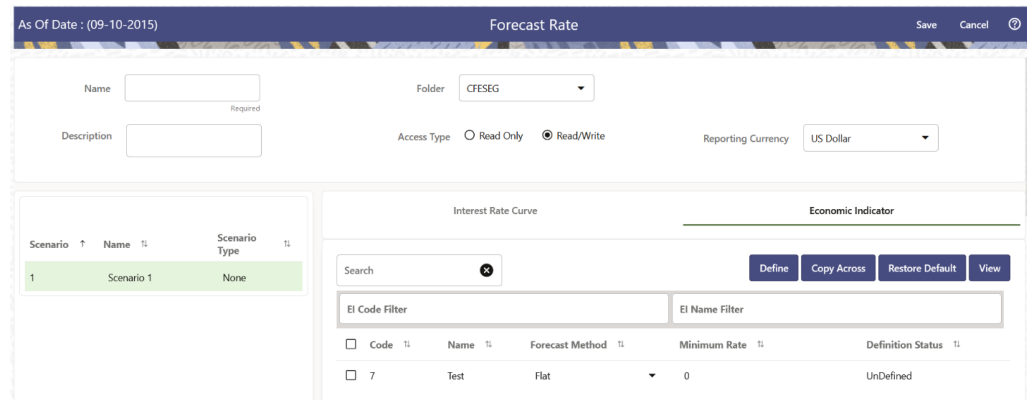 As Of Date : (09-10-2015) Forecast Rate Save Cancel ?
Name Folder CFESEG
Required
Description Access Type Read Only Read/Write Reporting Currency US Dollar
Interest Rate Curve Economic Indicator
Scenario ↑ Name ⇅ Scenario Type ⇅
1 Scenario 1 None
Search Define Copy Across Restore Default View
EI Code Filter EI Name Filter
Code ⇅ Name ⇅ Forecast Method ⇅ Minimum Rate ⇅ Definition Status ⇅
7 Test Flat 0 UnDefined